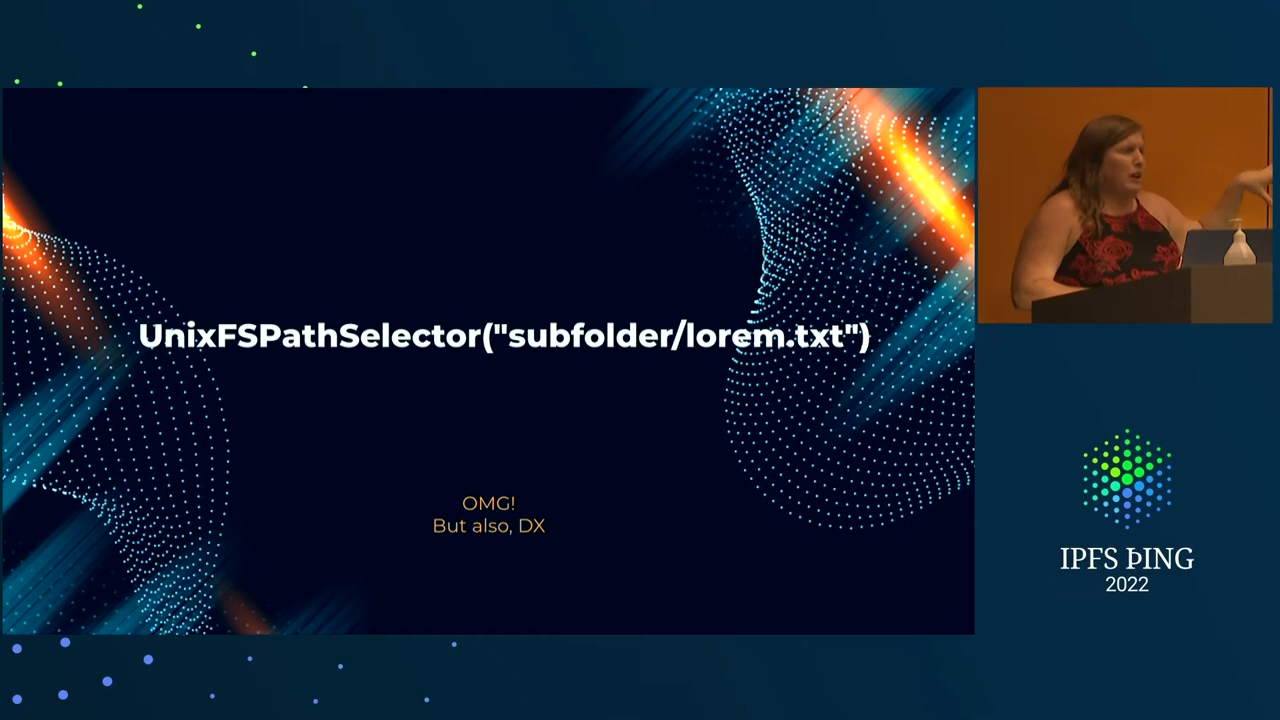 UnixFSPathSelector("subfolder/lorem.txt")
OMG!
But also, DX
IPFS ÞING
2022